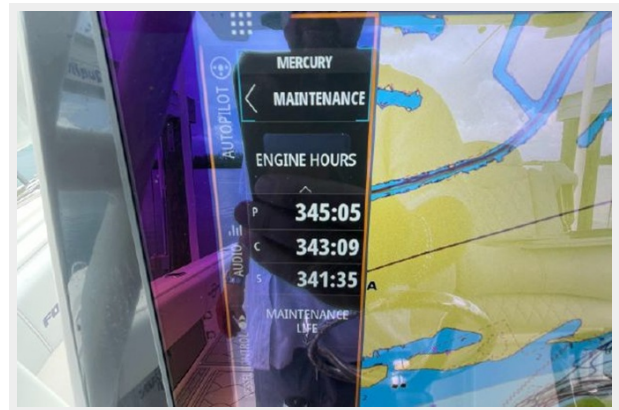 MERCURY
MAINTENANCE
ENGINE HOURS
P 345:05
C 343:09
S 341:35
MAINTENANCE
LIFE
AUTOPILOT
AUDIO
A